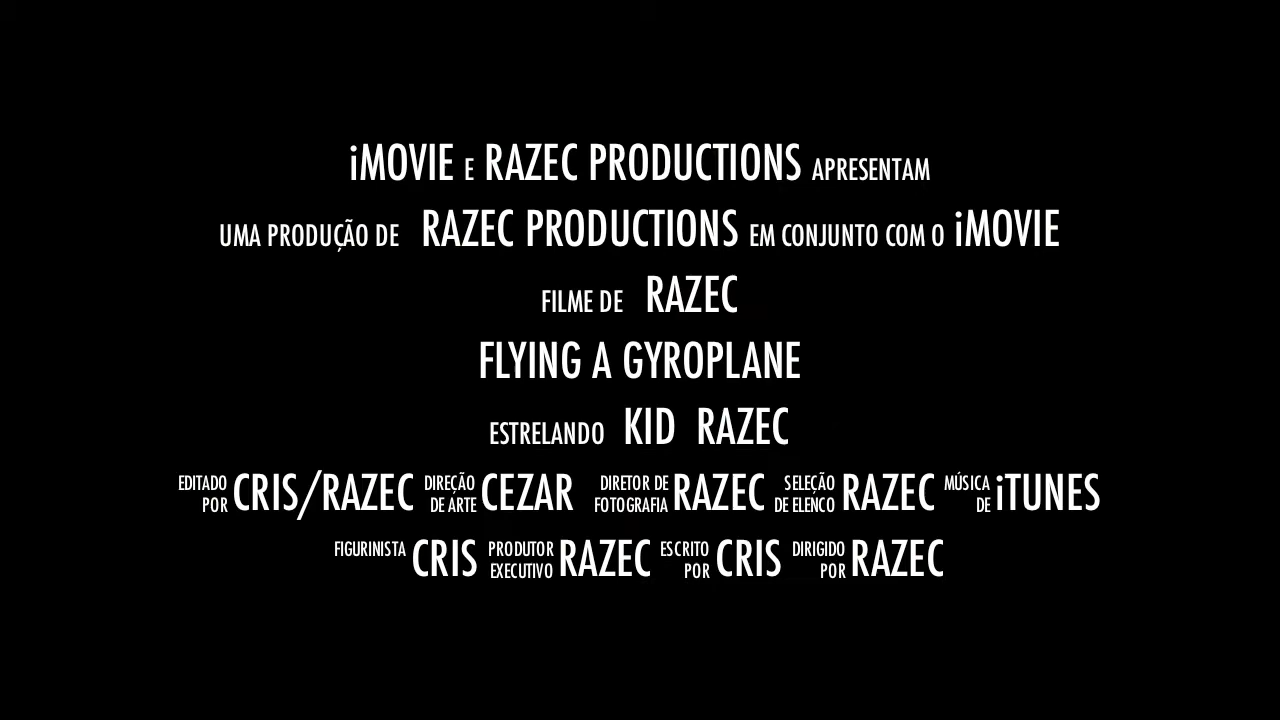 iMOVIE E RAZEC PRODUCTIONS APRESENTAM
UMA PRODUÇÃO DE RAZEC PRODUCTIONS EM CONJUNTO COM O iMOVIE
FILME DE RAZEC
FLYING A GYROPLANE
ESTRELANDO KID RAZEC
EDITADO POR CRIS/RAZEC DIREÇÃO DE ARTE CEZAR DIRETOR DE FOTOGRAFIA RAZEC SELEÇÃO DE ELENCO RAZEC MÚSICA DE iTUNES
FIGURINISTA CRIS PRODUTOR EXECUTIVO RAZEC ESCRITO POR CRIS DIRIGIDO POR RAZEC